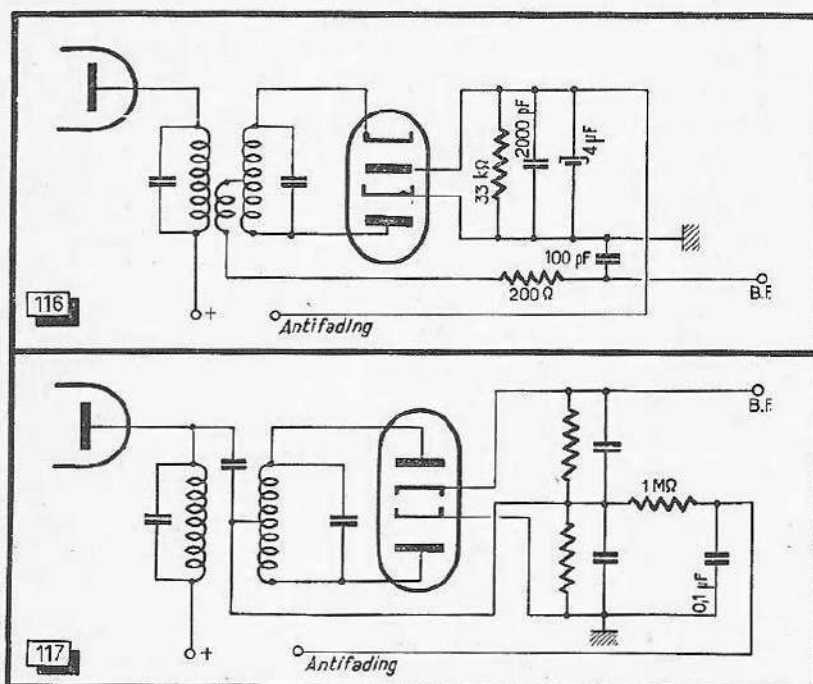 33 kΩ
2000 pF
4 µF
100 pF
200 Ω
B.F.
116
+
Antifading
B.F.
1 MΩ
0,1 µF
117
+
Antifading